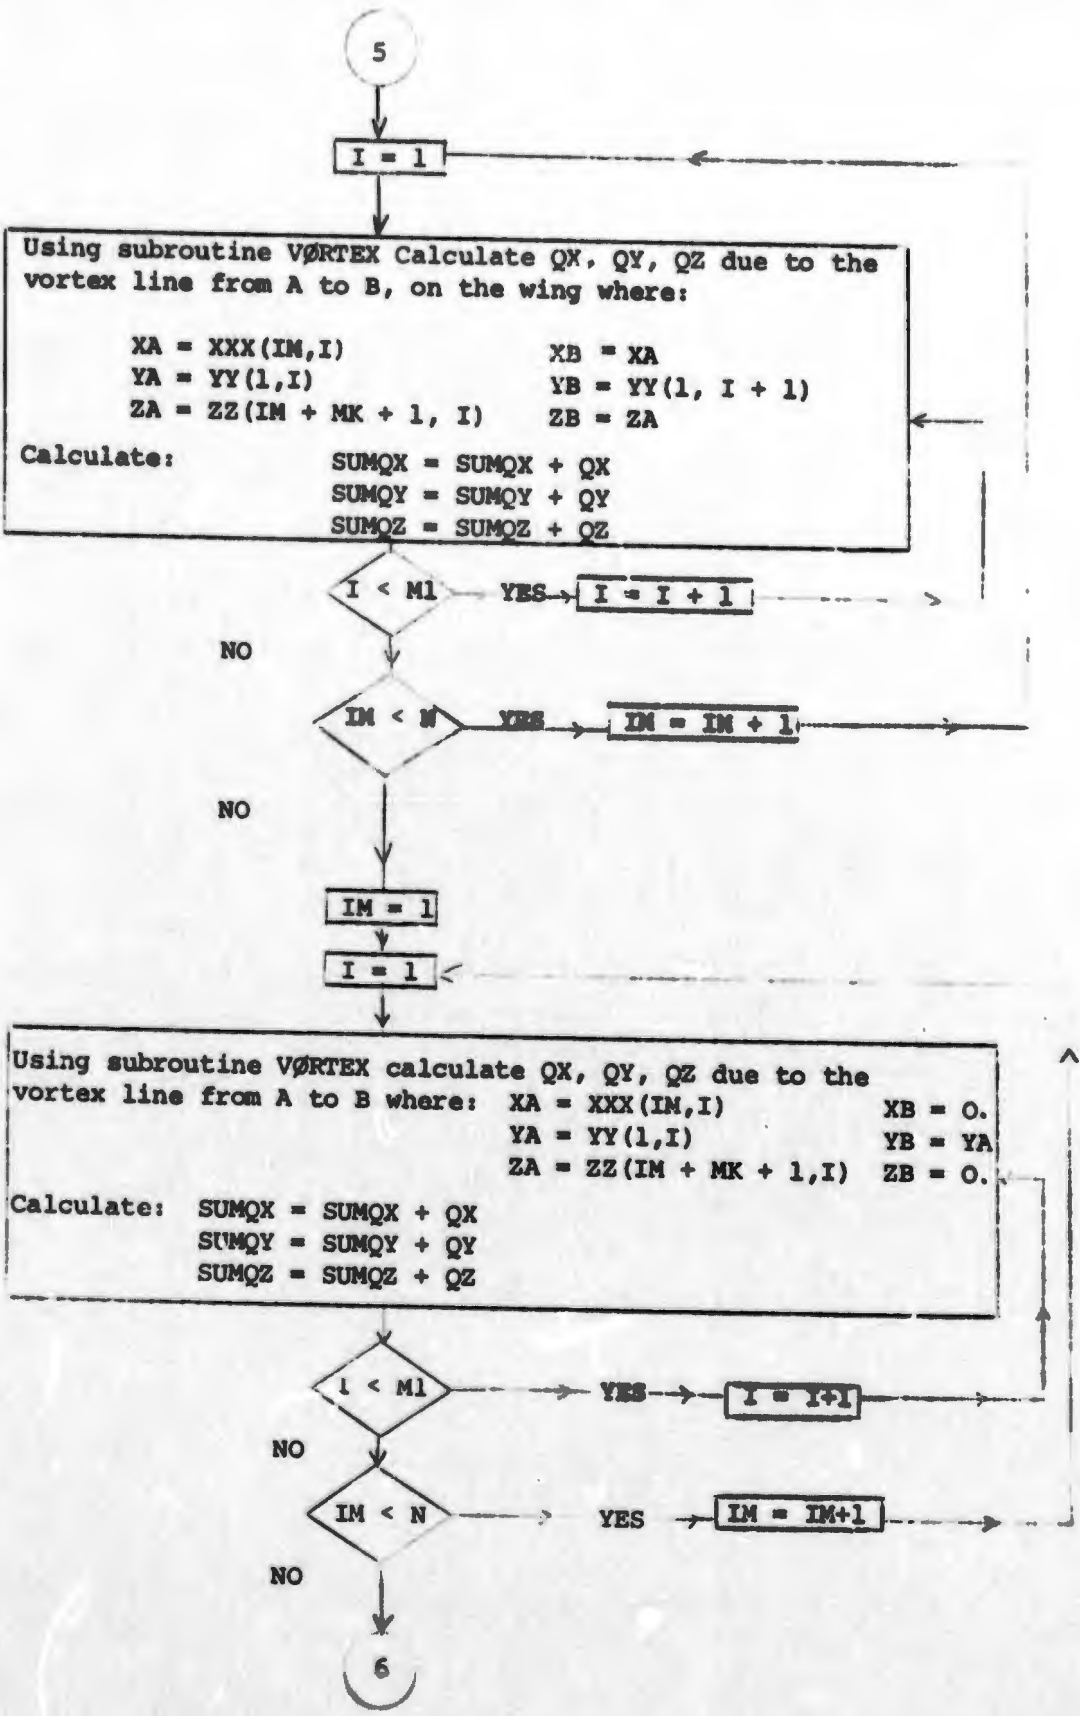 5
I = 1
Using subroutine VØRTEX Calculate QX, QY, QZ due to the
vortex line from A to B, on the wing where:
XA = XXX(IM,I) XB = XA
YA = YY(1,I) YB = YY(1, I + 1)
ZA = ZZ(IM + MK + 1, I) ZB = ZA
Calculate: SUMQX = SUMQX + QX
SUMQY = SUMQY + QY
SUMQZ = SUMQZ + QZ
I < M1 YES I = I + 1
NO
IM < N YES IM = IM + 1
NO
IM = 1
I = 1
Using subroutine VØRTEX calculate QX, QY, QZ due to the
vortex line from A to B where: XA = XXX(IM,I) XB = O.
YA = YY(1,I) YB = YA
ZA = ZZ(IM + MK + 1,I) ZB = O.
Calculate: SUMQX = SUMQX + QX
SUMQY = SUMQY + QY
SUMQZ = SUMQZ + QZ
I < M1 YES I = I+1
NO
IM < N YES IM = IM+1
NO
6